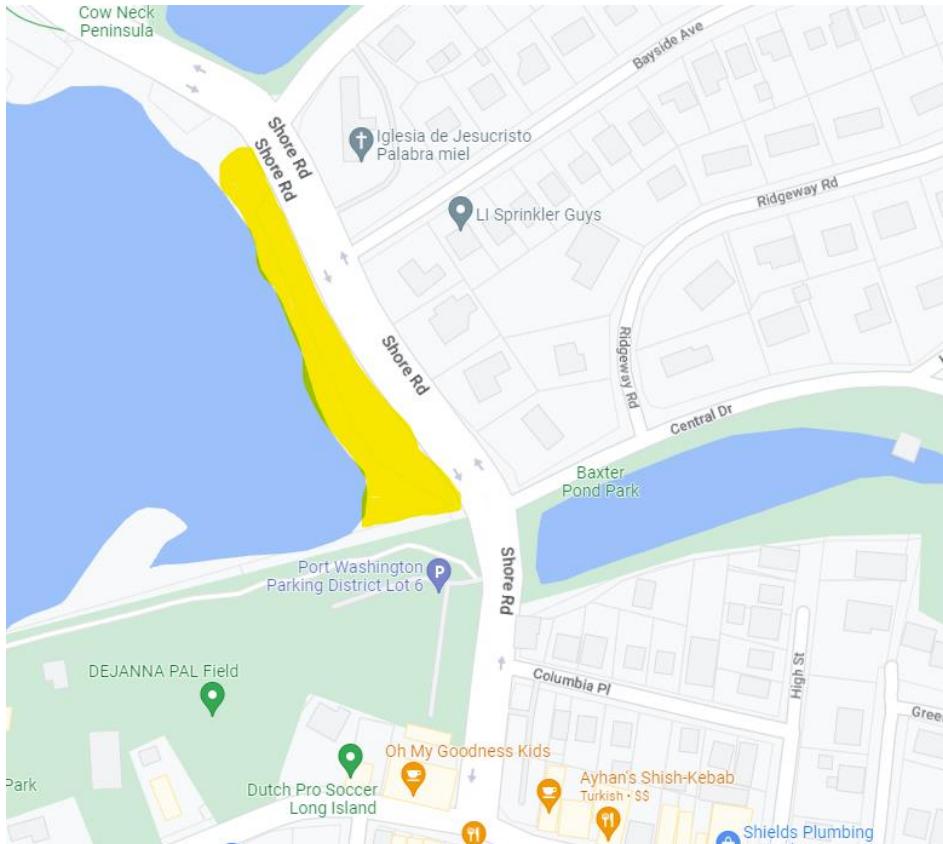 Cow Neck
Peninsula
Bayside Ave
Shore Rd
Shore Rd
Iglesia de Jesucristo
Palabra miel
Ridgeway Rd
LI Sprinkler Guys
Shore Rd
Ridgeway Rd
Central Dr
Baxter
Pond Park
Port Washington
Parking District Lot 6
P
Shore Rd
High St
DEJANNA PAL Field
Columbia Pl
Gree
Oh My Goodness Kids
Park
Dutch Pro Soccer
Long Island
Ayhan's Shish-Kebab
Turkish · $$
Shields Plumbing